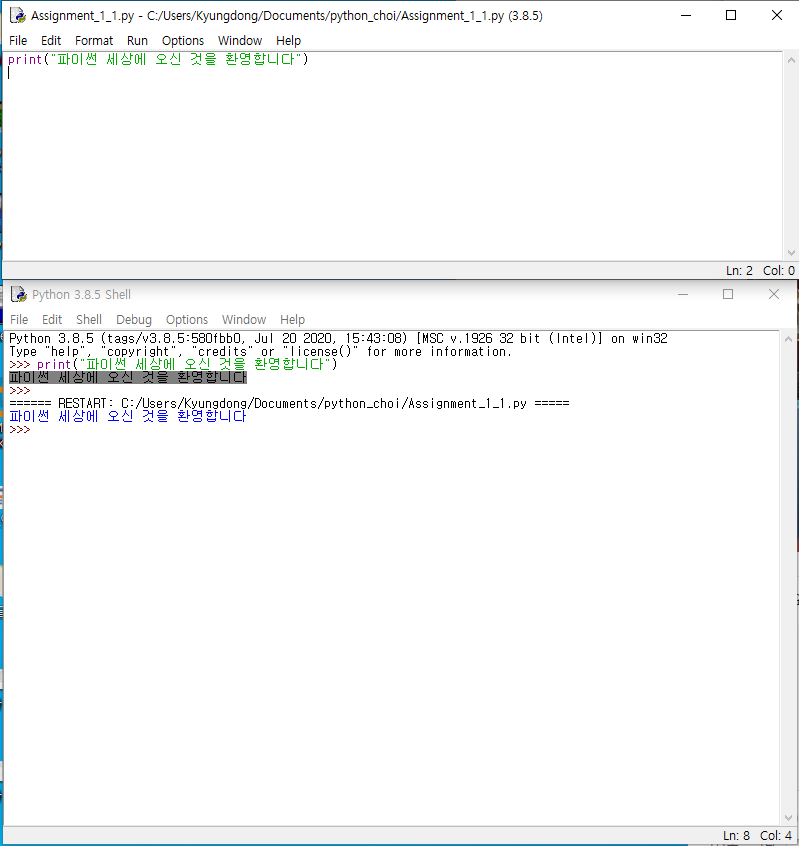 Assignment_1_1.py - C:/Users/Kyungdong/Documents/python_choi/Assignment_1_1.py (3.8.5)
File Edit Format Run Options Window Help
print("파이썬 세상에 오신 것을 환영합니다")
Ln: 2 Col: 0
Python 3.8.5 Shell
File Edit Shell Debug Options Window Help
Python 3.8.5 (tags/v3.8.5:580fbb0, Jul 20 2020, 15:43:08) [MSC v.1926 32 bit (Intel)] on win32
Type "help", "copyright", "credits" or "license()" for more information.
>>> print("파이썬 세상에 오신 것을 환영합니다")
파이썬 세상에 오신 것을 환영합니다
>>>
====== RESTART: C:/Users/Kyungdong/Documents/python_choi/Assignment_1_1.py =====
파이썬 세상에 오신 것을 환영합니다
>>>
Ln: 8 Col: 4